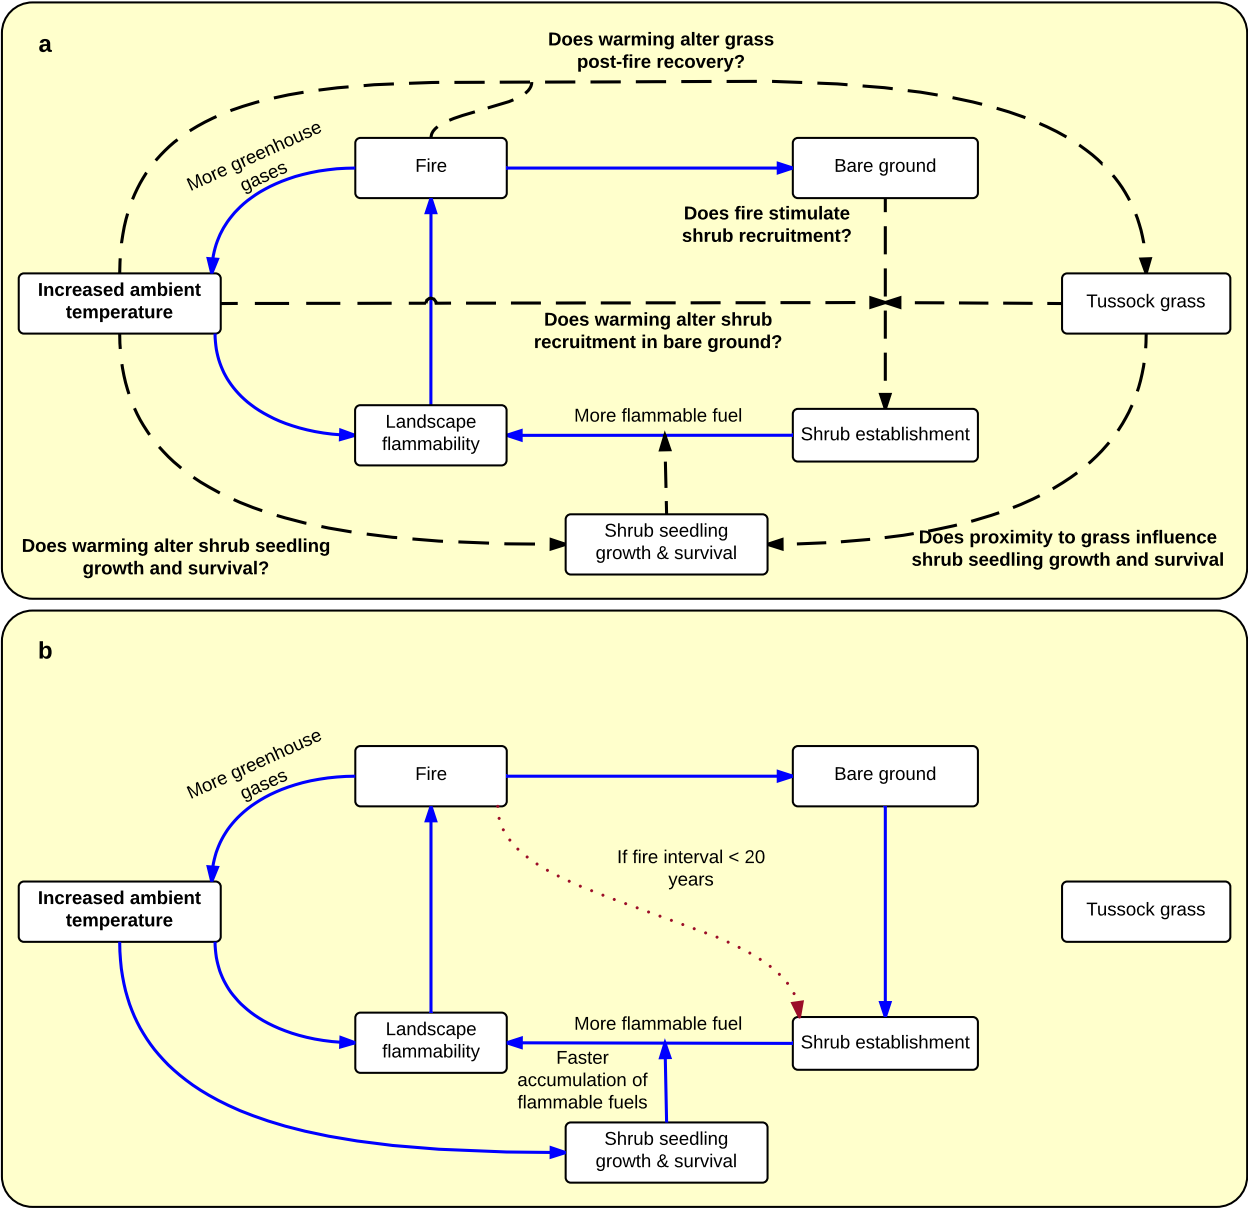 a
Does warming alter grass
post-fire recovery?
More greenhouse
gases
Fire
Bare ground
Does fire stimulate
shrub recruitment?
Increased ambient
temperature
Tussock grass
Does warming alter shrub
recruitment in bare ground?
Landscape
flammability
More flammable fuel
Shrub establishment
Shrub seedling
growth & survival
Does warming alter shrub seedling
growth and survival?
Does proximity to grass influence
shrub seedling growth and survival
b
More greenhouse
gases
Fire
Bare ground
If fire interval < 20
years
Increased ambient
temperature
Tussock grass
Landscape
flammability
More flammable fuel
Shrub establishment
Faster
accumulation of
flammable fuels
Shrub seedling
growth & survival